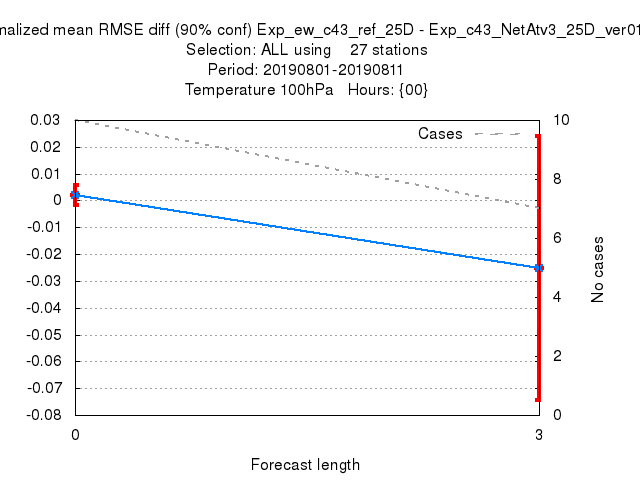 nalized mean RMSE diff (90% conf) Exp_ew_c43_ref_25D - Exp_c43_NetAtv3_25D_ver01
Selection: ALL using    27 stations
Period: 20190801-20190811
Temperature 100hPa   Hours: {00}
Cases
0.03
0.02
0.01
0
-0.01
-0.02
-0.03
-0.04
-0.05
-0.06
-0.07
-0.08
10
8
6
4
2
0
No cases
0
3
Forecast length